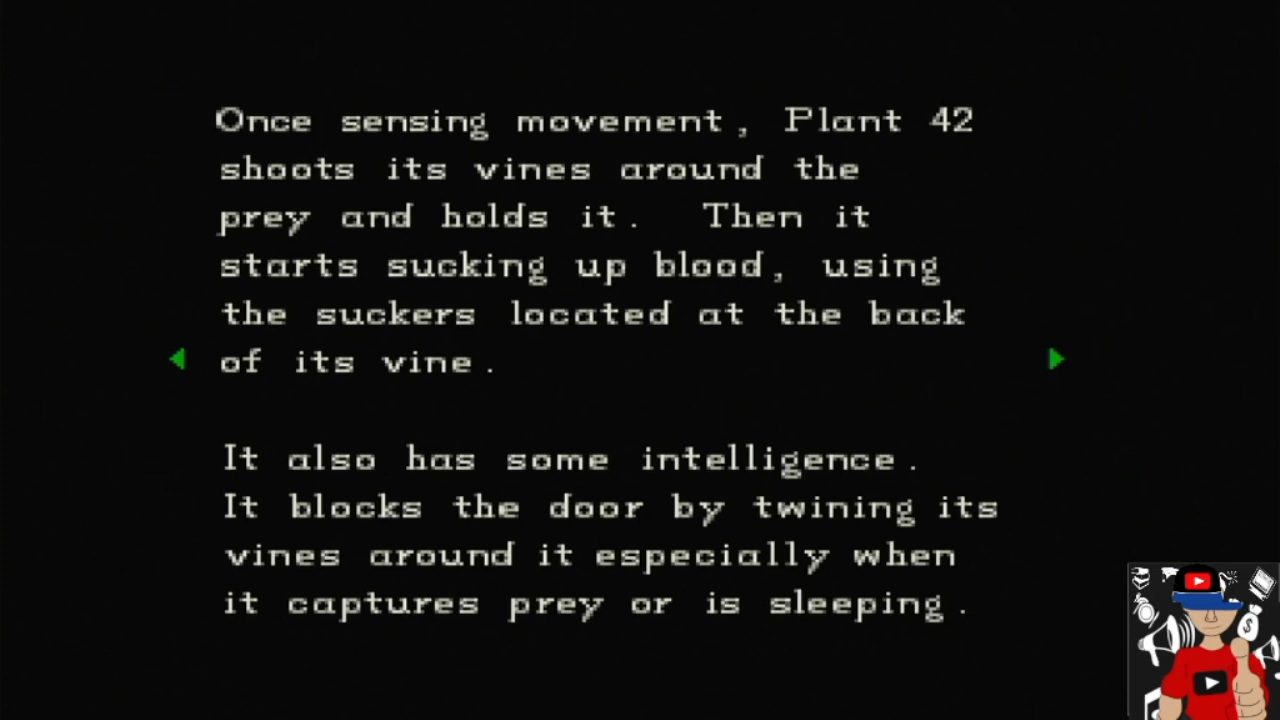 Once sensing movement, Plant 42
shoots its vines around the
prey and holds it. Then it
starts sucking up blood, using
the suckers located at the back
of its vine.
It also has some intelligence.
It blocks the door by twining its
vines around it especially when
it captures prey or is sleeping.